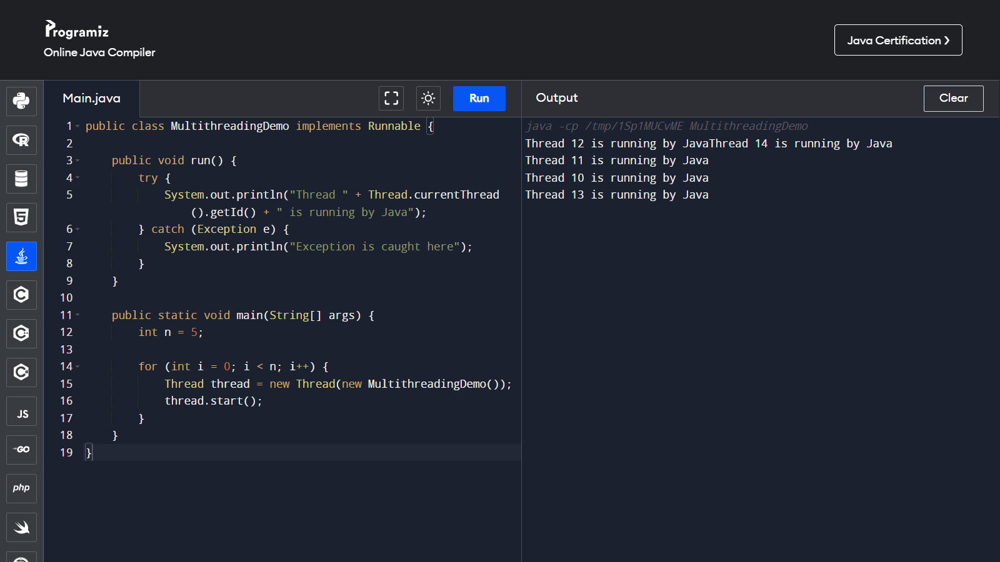 Programiz
Online Java Compiler
Java Certification ❯
Main.java
Run
1 public class MultithreadingDemo implements Runnable {
2
3     public void run() {
4         try {
5             System.out.println("Thread " + Thread.currentThread
                ().getId() + " is running by Java");
6         } catch (Exception e) {
7             System.out.println("Exception is caught here");
8         }
9     }
10
11     public static void main(String[] args) {
12         int n = 5;
13
14         for (int i = 0; i < n; i++) {
15             Thread thread = new Thread(new MultithreadingDemo());
16             thread.start();
17         }
18     }
19 }
Output
Clear
java -cp /tmp/1Sp1MUCvME MultithreadingDemo
Thread 12 is running by JavaThread 14 is running by Java
Thread 11 is running by Java
Thread 10 is running by Java
Thread 13 is running by Java
R
5
C
C++
C#
JS
GO
php